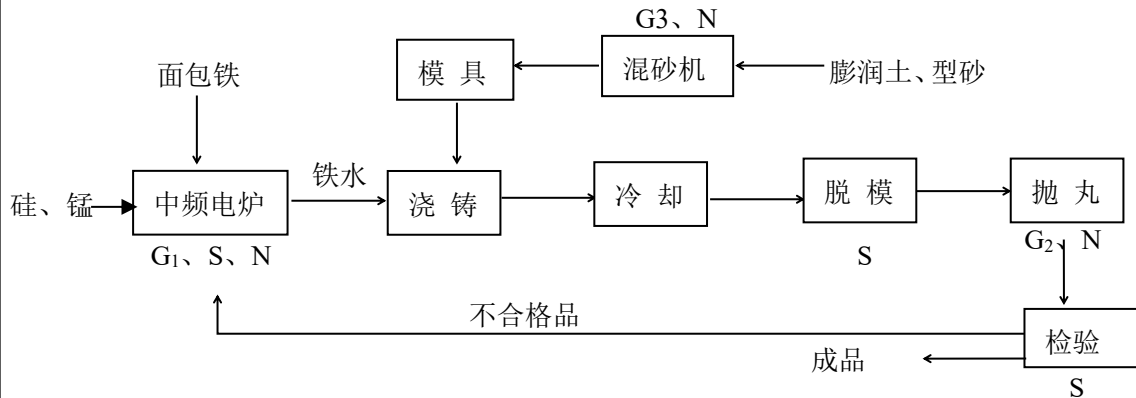 G3、N
面包铁
模 具
混砂机
膨润土、型砂
硅、锰
中频电炉
铁水
浇 铸
冷 却
脱 模
抛 丸
G₁、S、N
S
G₂、N
不合格品
检验
成品
S